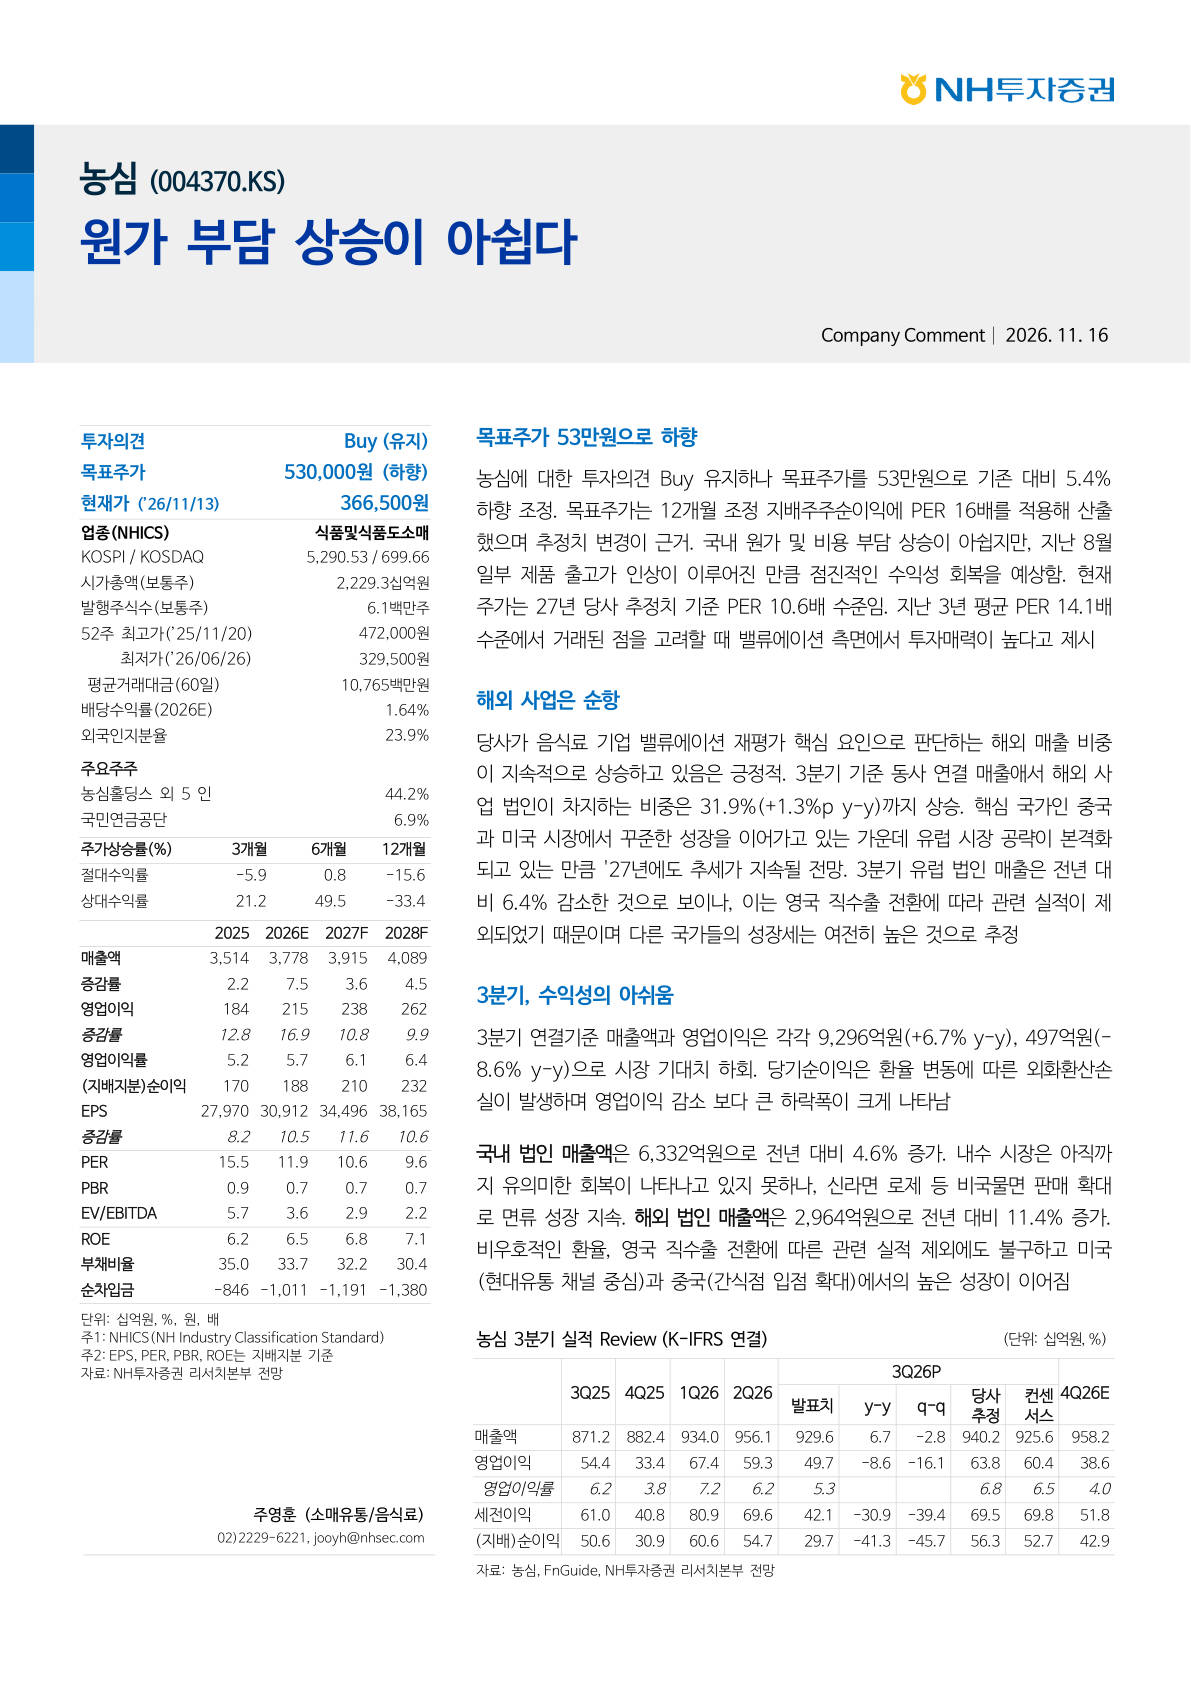 NH투자증권
농심 (004370.KS)
원가 부담 상승이 아쉽다
Company Comment│ 2026. 11. 16
투자의견 Buy (유지)
목표주가 530,000원 (하향)
현재가 (’26/11/13) 366,500원
업종(NHICS) 식품및식품도소매
KOSPI / KOSDAQ 5,290.53 / 699.66
시가총액(보통주) 2,229.3십억원
발행주식수(보통주) 6.1백만주
52주 최고가(’25/11/20) 472,000원
최저가(’26/06/26) 329,500원
평균거래대금(60일) 10,765백만원
배당수익률(2026E) 1.64%
외국인지분율 23.9%
주요주주
농심홀딩스 외 5 인 44.2%
국민연금공단 6.9%
주가상승률(%) 3개월 6개월 12개월
절대수익률 -5.9 0.8 -15.6
상대수익률 21.2 49.5 -33.4
2025 2026E 2027F 2028F
매출액 3,514 3,778 3,915 4,089
증감률 2.2 7.5 3.6 4.5
영업이익 184 215 238 262
증감률 12.8 16.9 10.8 9.9
영업이익률 5.2 5.7 6.1 6.4
(지배지분)순이익 170 188 210 232
EPS 27,970 30,912 34,496 38,165
증감률 8.2 10.5 11.6 10.6
PER 15.5 11.9 10.6 9.6
PBR 0.9 0.7 0.7 0.7
EV/EBITDA 5.7 3.6 2.9 2.2
ROE 6.2 6.5 6.8 7.1
부채비율 35.0 33.7 32.2 30.4
순차입금 -846 -1,011 -1,191 -1,380
단위: 십억원, %, 원, 배
주1: NHICS(NH Industry Classification Standard)
주2: EPS, PER, PBR, ROE는 지배지분 기준
자료: NH투자증권 리서치본부 전망
주영훈 (소매유통/음식료)
02)2229-6221, jooyh@nhsec.com
목표주가 53만원으로 하향
농심에 대한 투자의견 Buy 유지하나 목표주가를 53만원으로 기존 대비 5.4%
하향 조정. 목표주가는 12개월 조정 지배주주순이익에 PER 16배를 적용해 산출
했으며 추정치 변경이 근거. 국내 원가 및 비용 부담 상승이 아쉽지만, 지난 8월
일부 제품 출고가 인상이 이루어진 만큼 점진적인 수익성 회복을 예상함. 현재
주가는 27년 당사 추정치 기준 PER 10.6배 수준임. 지난 3년 평균 PER 14.1배
수준에서 거래된 점을 고려할 때 밸류에이션 측면에서 투자매력이 높다고 제시
해외 사업은 순항
당사가 음식료 기업 밸류에이션 재평가 핵심 요인으로 판단하는 해외 매출 비중
이 지속적으로 상승하고 있음은 긍정적. 3분기 기준 동사 연결 매출애서 해외 사
업 법인이 차지하는 비중은 31.9%(+1.3%p y-y)까지 상승. 핵심 국가인 중국
과 미국 시장에서 꾸준한 성장을 이어가고 있는 가운데 유럽 시장 공략이 본격화
되고 있는 만큼 '27년에도 추세가 지속될 전망. 3분기 유럽 법인 매출은 전년 대
비 6.4% 감소한 것으로 보이나, 이는 영국 직수출 전환에 따라 관련 실적이 제
외되었기 때문이며 다른 국가들의 성장세는 여전히 높은 것으로 추정
3분기, 수익성의 아쉬움
3분기 연결기준 매출액과 영업이익은 각각 9,296억원(+6.7% y-y), 497억원(-
8.6% y-y)으로 시장 기대치 하회. 당기순이익은 환율 변동에 따른 외화환산손
실이 발생하며 영업이익 감소 보다 큰 하락폭이 크게 나타남
국내 법인 매출액은 6,332억원으로 전년 대비 4.6% 증가. 내수 시장은 아직까
지 유의미한 회복이 나타나고 있지 못하나, 신라면 로제 등 비국물면 판매 확대
로 면류 성장 지속. 해외 법인 매출액은 2,964억원으로 전년 대비 11.4% 증가.
비우호적인 환율, 영국 직수출 전환에 따른 관련 실적 제외에도 불구하고 미국
(현대유통 채널 중심)과 중국(간식점 입점 확대)에서의 높은 성장이 이어짐
농심 3분기 실적 Review (K-IFRS 연결) (단위: 십억원, %)
3Q26P
3Q25 4Q25 1Q26 2Q26 발표치 y-y q-q 당사 추정 컨센서스 4Q26E
매출액 871.2 882.4 934.0 956.1 929.6 6.7 -2.8 940.2 925.6 958.2
영업이익 54.4 33.4 67.4 59.3 49.7 -8.6 -16.1 63.8 60.4 38.6
영업이익률 6.2 3.8 7.2 6.2 5.3 6.8 6.5 4.0
세전이익 61.0 40.8 80.9 69.6 42.1 -30.9 -39.4 69.5 69.8 51.8
(지배)순이익 50.6 30.9 60.6 54.7 29.7 -41.3 -45.7 56.3 52.7 42.9
자료: 농심, FnGuide, NH투자증권 리서치본부 전망